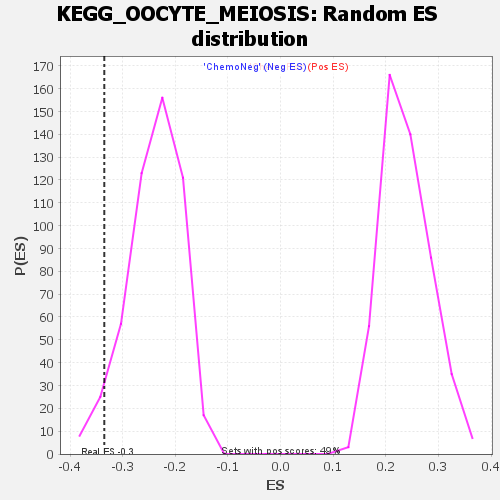 KEGG_OOCYTE_MEIOSIS: Random ES
distribution
'ChemoNeg' (Neg ES)(Pos ES)
170
160
150
140
130
120
110
100
90
80
70
60
50
40
30
20
10
0
P(ES)
Real ES -0.3
Sets with pos scores: 49%
-0.4 -0.3 -0.2 -0.1 0.0 0.1 0.2 0.3 0.4
ES